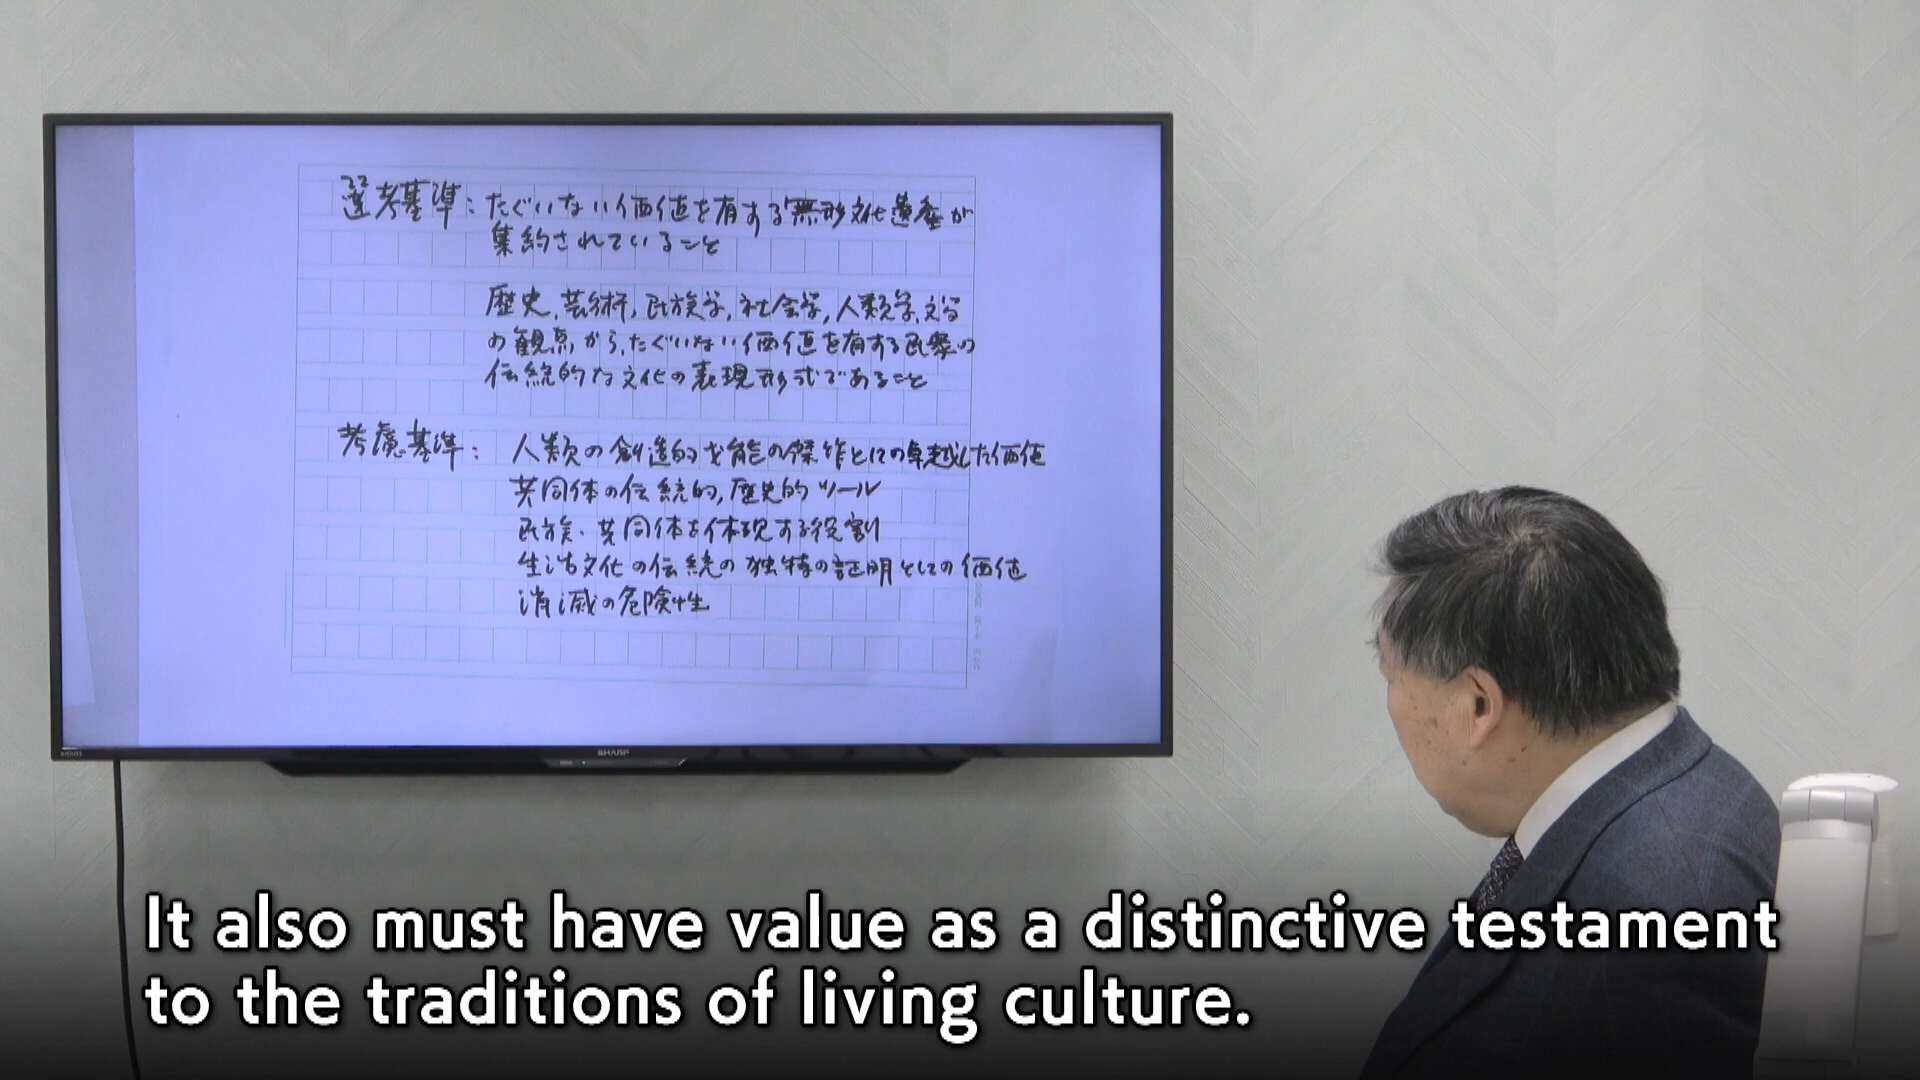 選考基準：たぐいない価値を有する無形文化遺産が
集約されていること
歴史、芸術、民族学、社会学、人類学、文学
の観点から、たぐいない価値を有する民衆の
伝統的な文化の表現形式であること
考慮基準：人類の創造的才能の傑作としての卓越した価値
共同体の伝統的、歴史的ツール
民族・共同体を体現する役割
生活文化の伝統の独特の証明としての価値
消滅の危険性
AQUOS
SHARP
It also must have value as a distinctive testament
to the traditions of living culture.